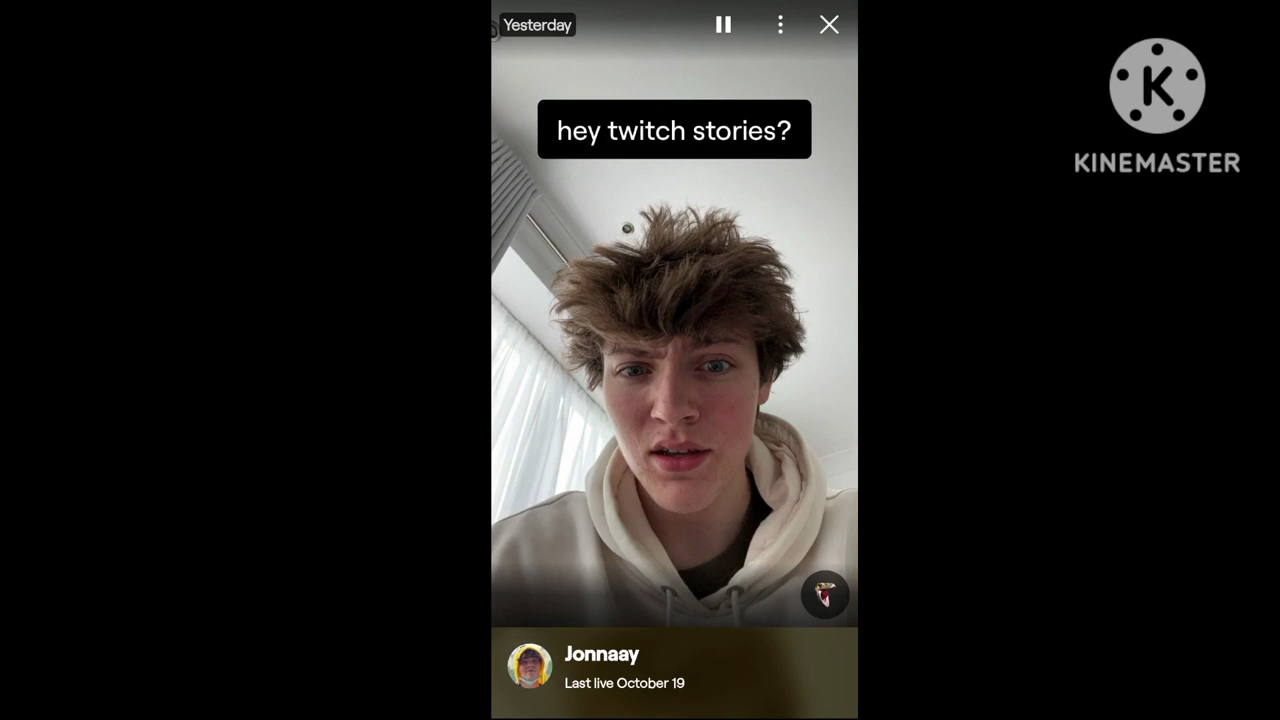 Yesterday
hey twitch stories?
KINEMASTER
Jonnaay
Last live October 19